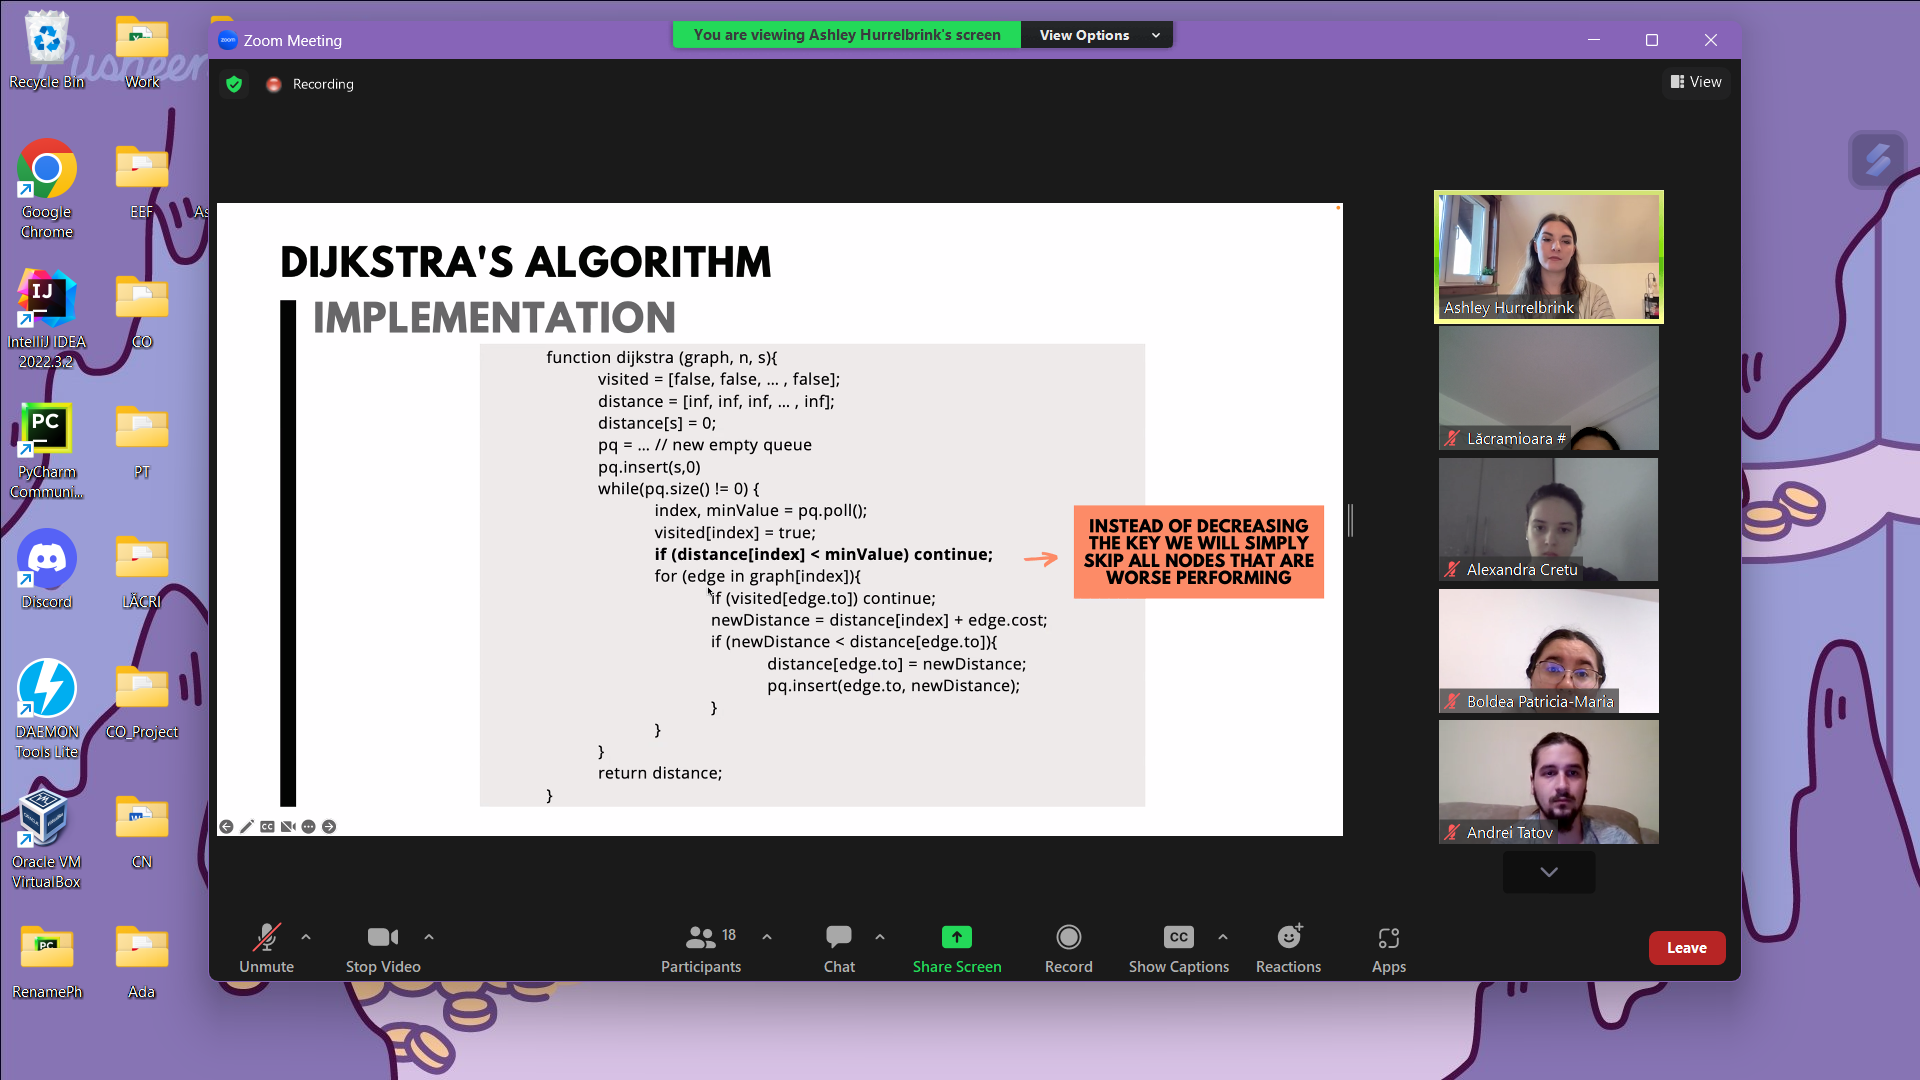 Recycle Bin
Work
Pusheen
Google
Chrome
EEF
As
IJ
IntelliJ IDEA
2022.3.2
CO
PC
PyCharm
Communi...
PT
Discord
LĂCRI
DAEMON
Tools Lite
CO_Project
Oracle VM
VirtualBox
CN
PC
RenamePh
Ada
zoom
Zoom Meeting
You are viewing Ashley Hurrelbrink's screen
View Options
Recording
View
DIJKSTRA'S ALGORITHM
IMPLEMENTATION
function dijkstra (graph, n, s){
visited = [false, false, ... , false];
distance = [inf, inf, inf, ... , inf];
distance[s] = 0;
pq = ... // new empty queue
pq.insert(s,0)
while(pq.size() != 0) {
index, minValue = pq.poll();
visited[index] = true;
if (distance[index] < minValue) continue;
for (edge in graph[index]){
if (visited[edge.to]) continue;
newDistance = distance[index] + edge.cost;
if (newDistance < distance[edge.to]){
distance[edge.to] = newDistance;
pq.insert(edge.to, newDistance);
}
}
}
return distance;
}
INSTEAD OF DECREASING
THE KEY WE WILL SIMPLY
SKIP ALL NODES THAT ARE
WORSE PERFORMING
CC
Ashley Hurrelbrink
Lăcramioara #
Alexandra Cretu
Boldea Patricia-Maria
Andrei Tatov
Unmute
Stop Video
18
Participants
Chat
Share Screen
Record
CC
Show Captions
Reactions
Apps
Leave